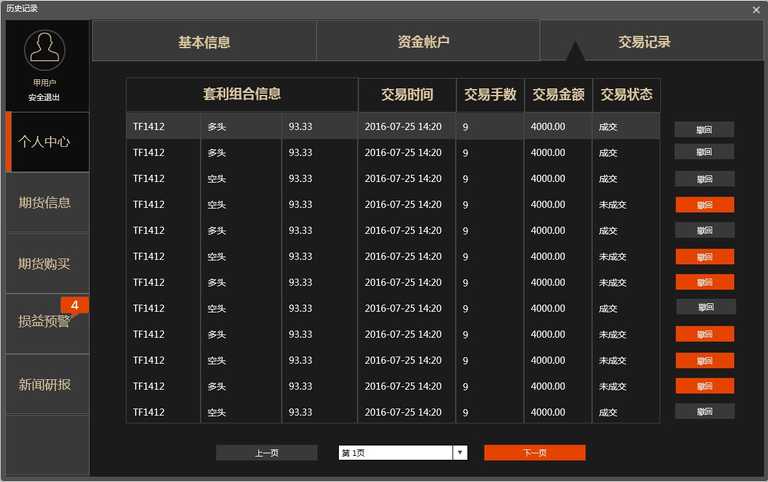 历史记录
甲用户
安全退出
个人中心
期货信息
期货购买
4
损益预警
新闻研报
基本信息 资金帐户 交易记录
套利组合信息 交易时间 交易手数 交易金额 交易状态
TF1412 多头 93.33 2016-07-25 14:20 9 4000.00 成交 撤回
TF1412 多头 93.33 2016-07-25 14:20 9 4000.00 成交 撤回
TF1412 空头 93.33 2016-07-25 14:20 9 4000.00 成交 撤回
TF1412 空头 93.33 2016-07-25 14:20 9 4000.00 未成交 撤回
TF1412 多头 93.33 2016-07-25 14:20 9 4000.00 成交 撤回
TF1412 空头 93.33 2016-07-25 14:20 9 4000.00 未成交 撤回
TF1412 多头 93.33 2016-07-25 14:20 9 4000.00 未成交 撤回
TF1412 空头 93.33 2016-07-25 14:20 9 4000.00 成交 撤回
TF1412 多头 93.33 2016-07-25 14:20 9 4000.00 未成交 撤回
TF1412 空头 93.33 2016-07-25 14:20 9 4000.00 未成交 撤回
TF1412 多头 93.33 2016-07-25 14:20 9 4000.00 未成交 撤回
TF1412 空头 93.33 2016-07-25 14:20 9 4000.00 成交 撤回
上一页 第 1页 下一页